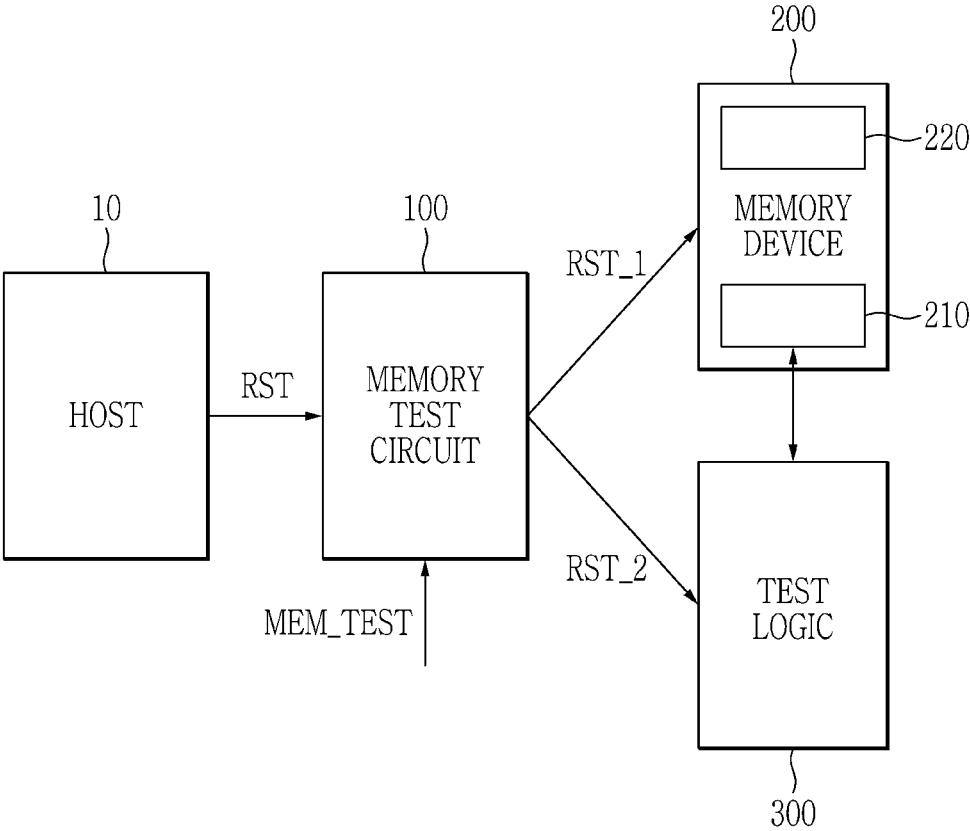 200
220
MEMORY
DEVICE
210
10
100
RST_1
HOST
RST
MEMORY
TEST
CIRCUIT
RST_2
MEM_TEST
TEST
LOGIC
300